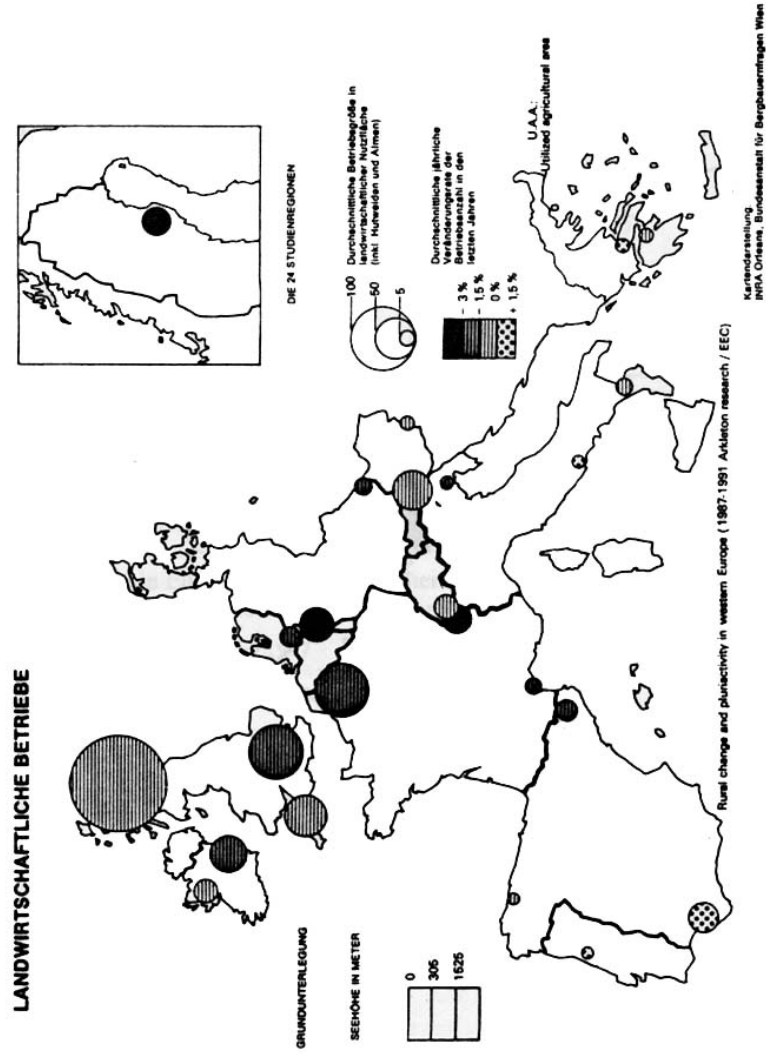 LANDWIRTSCHAFTLICHE BETRIEBE
GRUNDUNTERLEGUNG
SEEHÖHE IN METER
0
305
1525
DIE 24 STUDIENREGIONEN
100
50
5
Durchschnittliche Betriebsgröße in
landwirtschaftlicher Nutzfläche
(inkl. Hutweiden und Almen)
- 3 %
- 1,5 %
0 %
+ 1,5 %
Durchschnittliche jährliche
Veränderungsrate der
Betriebsanzahl in den
letzten Jahren
U.A.A.:
Utilized agricultural area
Rural change and pluriactivity in western Europe (1987-1991 Arkleton research / EEC)
Kartendarstellung:
INRA Orleans, Bundesanstalt für Bergbauernfragen Wien